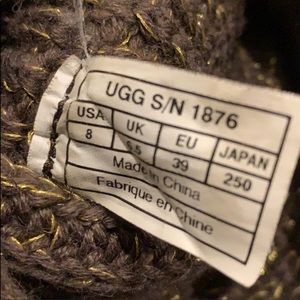 UGG S/N 1876
USA UK EU JAPAN
8 5.5 39 250
Made in China
Fabriqué en Chine